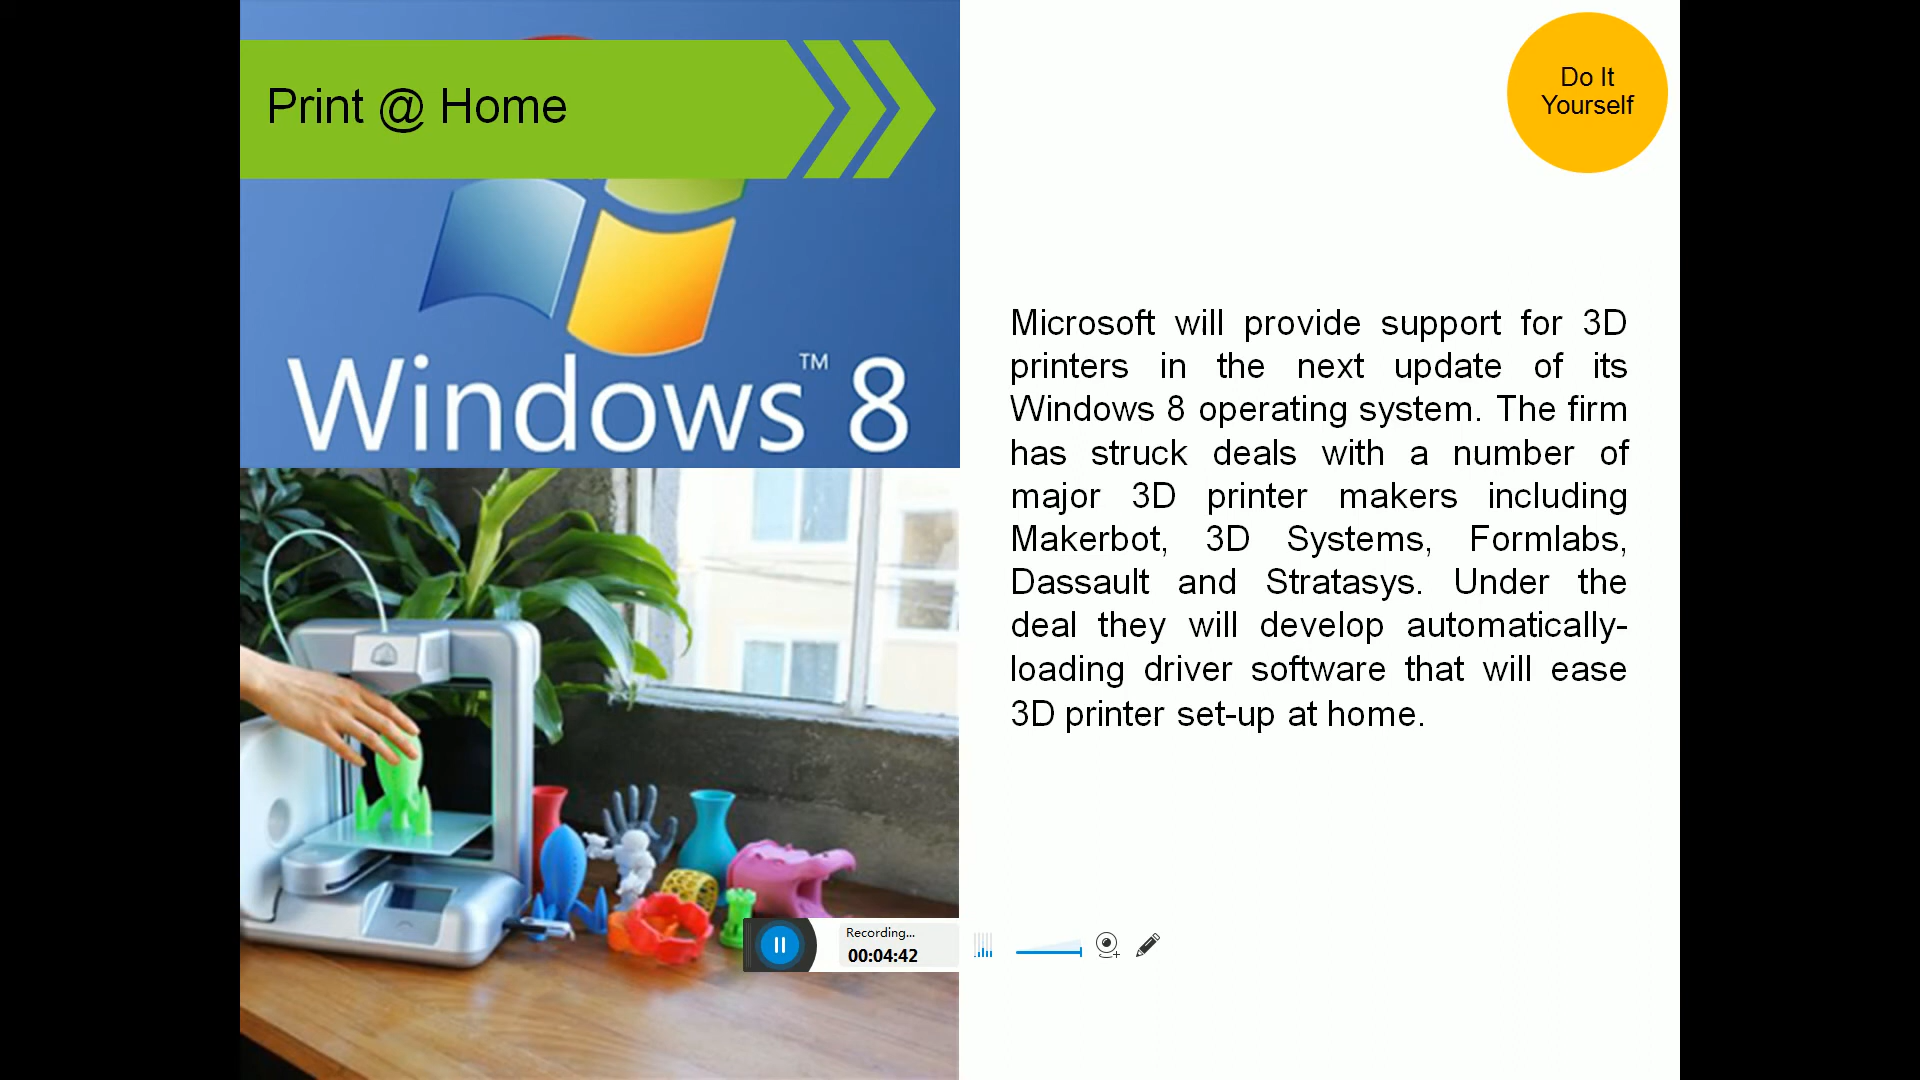 Print @ Home
Do It
Yourself
Windows™ 8
Microsoft will provide support for 3D
printers in the next update of its
Windows 8 operating system. The firm
has struck deals with a number of
major 3D printer makers including
Makerbot, 3D Systems, Formlabs,
Dassault and Stratasys. Under the
deal they will develop automatically-
loading driver software that will ease
3D printer set-up at home.
Recording...
00:04:42